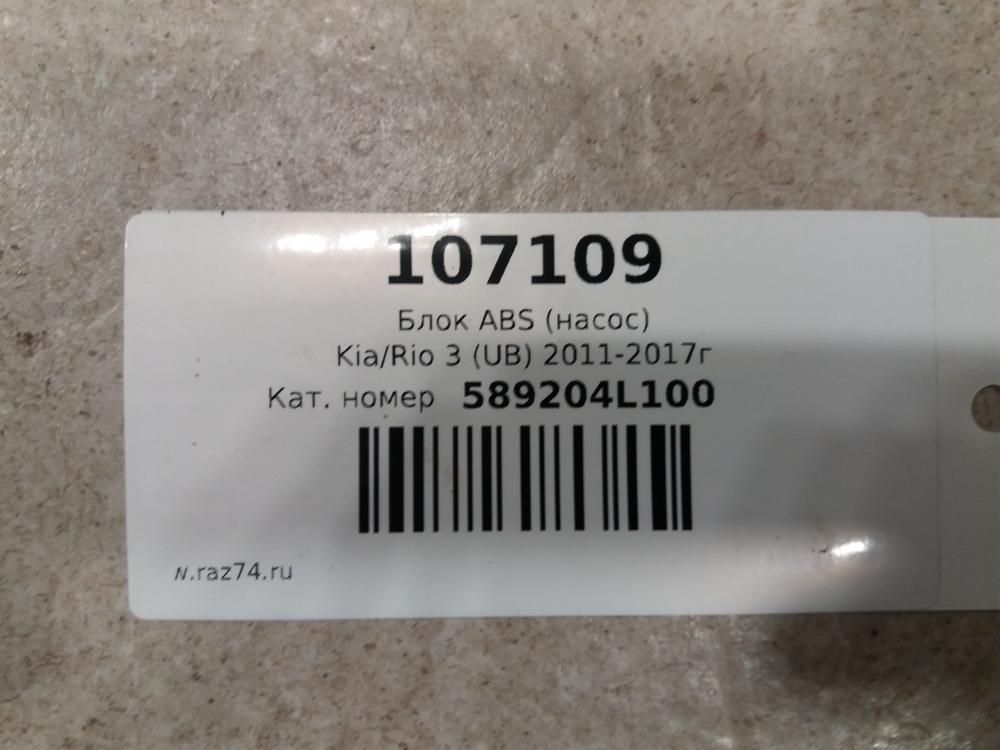 107109
Блок ABS (насос)
Kia/Rio 3 (UB) 2011-2017г
Кат. номер 589204L100
w.raz74.ru